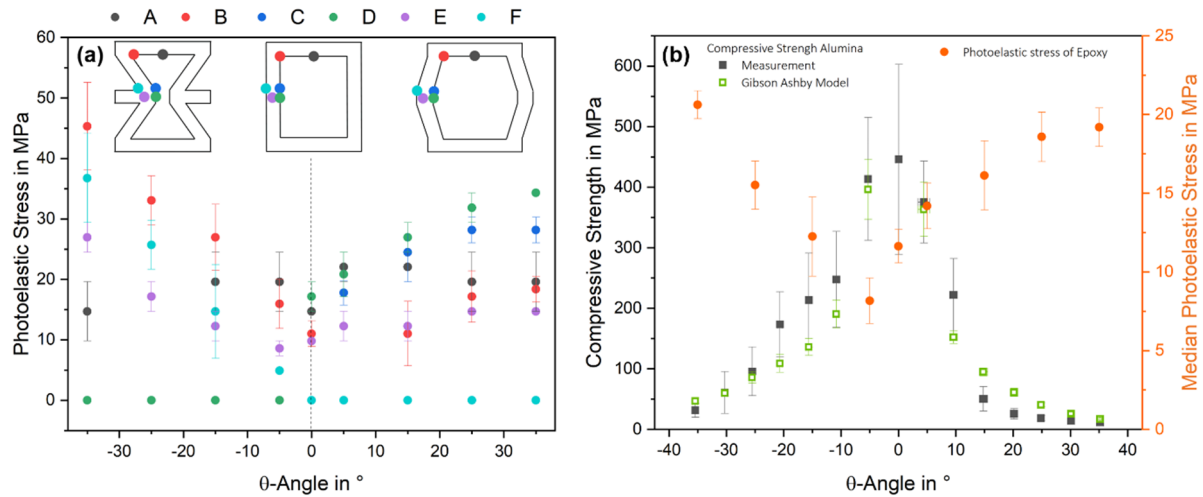 A B C D E F
(a)
Photoelastic Stress in MPa
60
50
40
30
20
10
0
-30 -20 -10 0 10 20 30
θ-Angle in °
(b)
Compressive Strengh Alumina
Measurement
Gibson Ashby Model
Photoelastic stress of Epoxy
Compressive Strength in MPa
600
500
400
300
200
100
0
-40 -30 -20 -10 0 10 20 30 40
θ-Angle in °
25
20
15
10
5
0
Median Photoelastic Stress in MPa